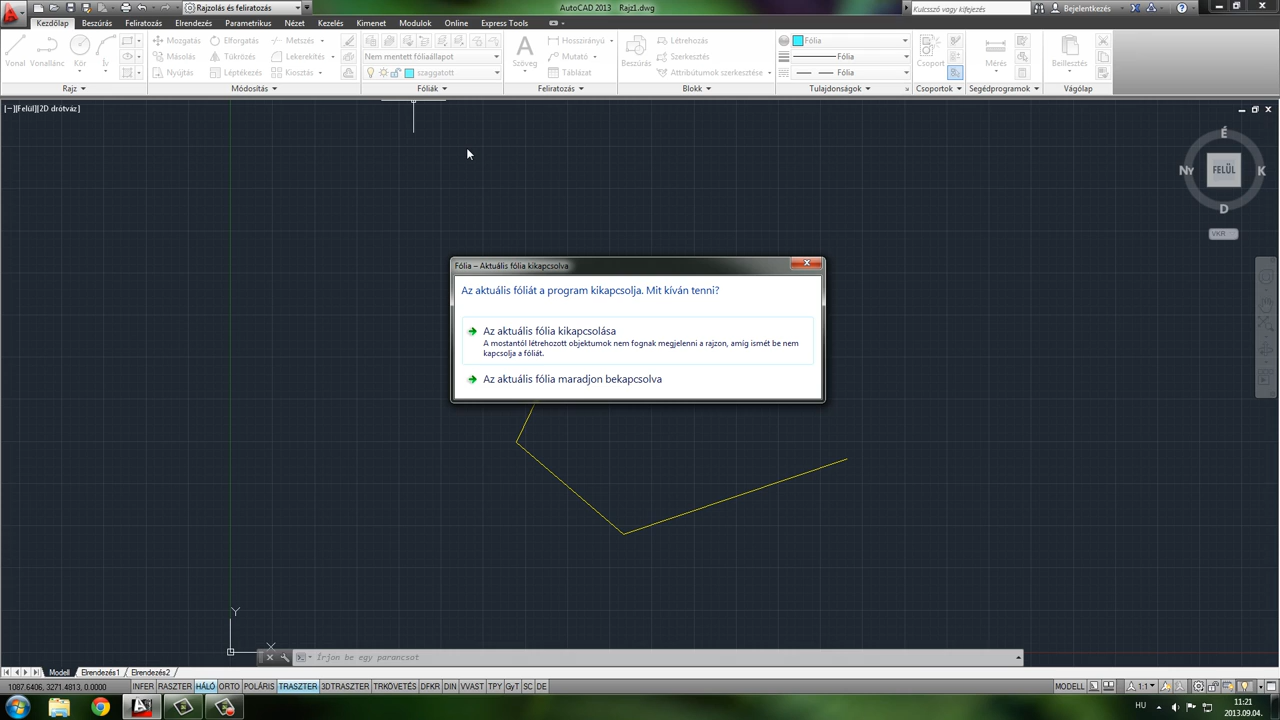 AutoCAD 2013 Rajz1.dwg
Rajzolás és feliratozás
Kulcsszó vagy kifejezés
Bejelentkezés
Kezdőlap Beszúrás Feliratozás Elrendezés Parametrikus Nézet Kezelés Kimenet Modulok Online Express Tools
Vonal Vonallánc Kör Ív
Mozgatás Elforgatás Metszés
Másolás Tükrözés Lekerekítés
Nyújtás Léptékezés Kiosztás
Nem mentett fóliaállapot
szaggatott
Szöveg
Hosszirányú
Mutató
Táblázat
Beszúrás
Létrehozás
Szerkesztés
Attribútumok szerkesztése
Fólia
Fólia
Fólia
Csoport
Mérés
Beillesztés
Rajz Módosítás Fóliák Feliratozás Blokk Tulajdonságok Csoportok Segédprogramok Vágólap
[−][Felül][2D drótváz]
É
Ny FELÜL K
D
VKR
Fólia – Aktuális fólia kikapcsolva
Az aktuális fóliát a program kikapcsolja. Mit kíván tenni?
Az aktuális fólia kikapcsolása
A mostantól létrehozott objektumok nem fognak megjelenni a rajzon, amíg ismét be nem
kapcsolja a fóliát.
Az aktuális fólia maradjon bekapcsolva
Y
X
Írjon be egy parancsot
Modell Elrendezés1 Elrendezés2
1087.6406, 3271.4813, 0.0000 INFER RASZTER HÁLÓ ORTO POLÁRIS TRASZTER 3DTRASZTER TRKÖVETÉS DFKR DIN VVAST TPY GyT SC DE MODELL 1:1
HU
11:21
2013.09.04.